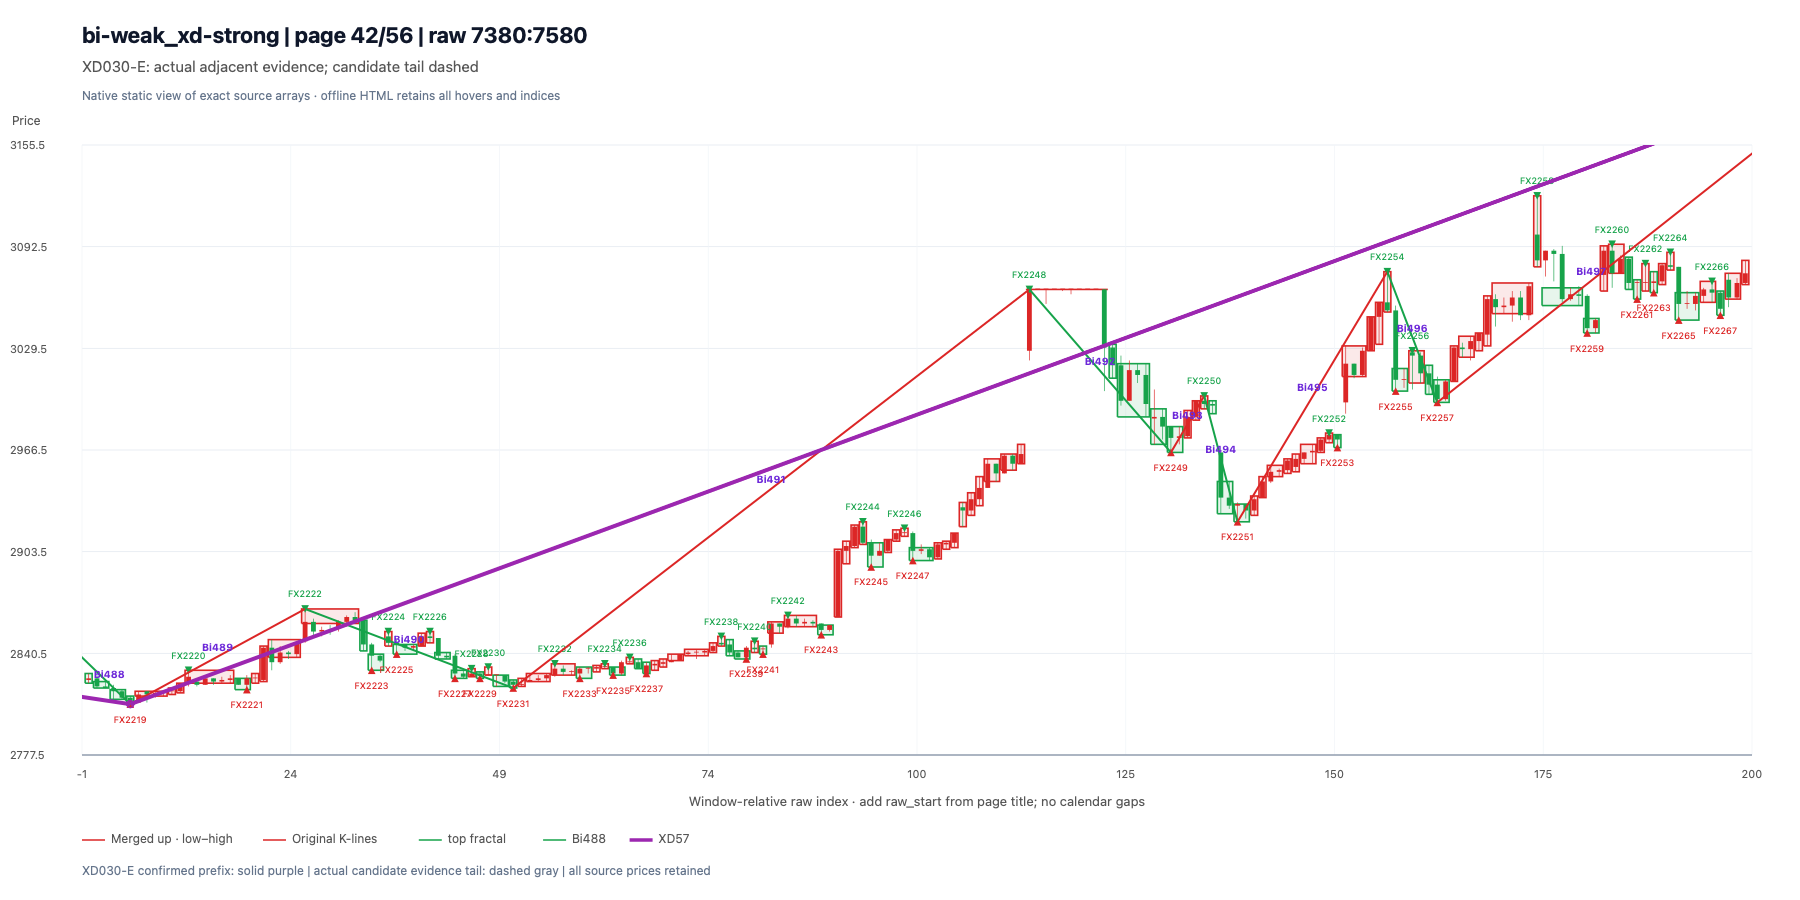 bi-weak_xd-strong | page 42/56 | raw 7380:7580
XD030-E: actual adjacent evidence; candidate tail dashed
Native static view of exact source arrays · offline HTML retains all hovers and indices
Price
3155.5
3092.5
3029.5
2966.5
2903.5
2840.5
2777.5
-1
24
49
74
100
125
150
175
200
Bi488
FX2219
FX2220
Bi489
FX2221
FX2222
FX2223
FX2224
FX2225
FX2226
FX2229
FX2231
FX2232
FX2233
FX2234
FX2235
FX2236
FX2237
FX2238
FX2241
FX2242
FX2243
FX2244
FX2245
FX2246
FX2247
Bi491
FX2248
Bi492
FX2249
FX2250
Bi494
FX2251
Bi495
FX2252
FX2253
FX2254
FX2255
Bi496
FX2256
FX2257
FX2259
FX2260
FX2261
FX2262
FX2263
FX2264
FX2265
FX2266
FX2267
Window-relative raw index · add raw_start from page title; no calendar gaps
Merged up · low–high
Original K-lines
top fractal
Bi488
XD57
XD030-E confirmed prefix: solid purple | actual candidate evidence tail: dashed gray | all source prices retained